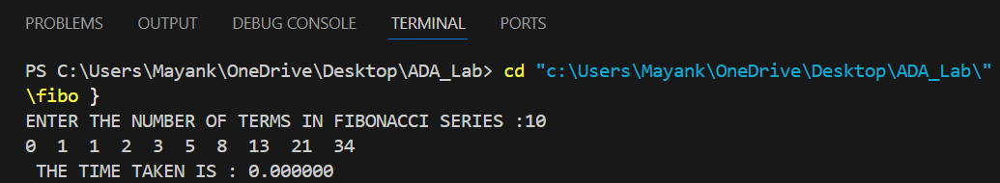 PROBLEMS OUTPUT DEBUG CONSOLE TERMINAL PORTS
PS C:\Users\Mayank\OneDrive\Desktop\ADA_Lab> cd "c:\Users\Mayank\OneDrive\Desktop\ADA_Lab\"
\fibo }
ENTER THE NUMBER OF TERMS IN FIBONACCI SERIES :10
0  1  1  2  3  5  8  13  21  34
 THE TIME TAKEN IS : 0.000000